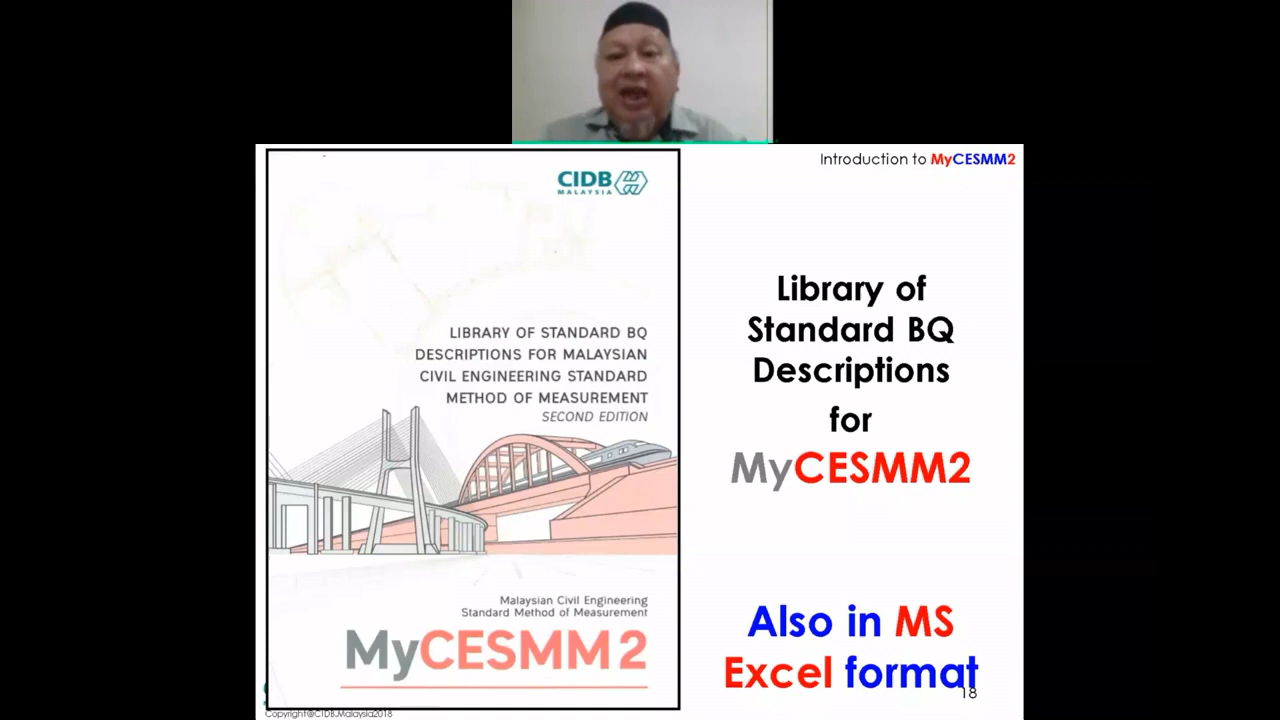 Introduction to MyCESMM2
CIDB
MALAYSIA
LIBRARY OF STANDARD BQ
DESCRIPTIONS FOR MALAYSIAN
CIVIL ENGINEERING STANDARD
METHOD OF MEASUREMENT
SECOND EDITION
Malaysian Civil Engineering
Standard Method of Measurement
MyCESMM2
Library of
Standard BQ
Descriptions
for
MyCESMM2
Also in MS
Excel format
18
Copyright@CIDB.Malaysia2018